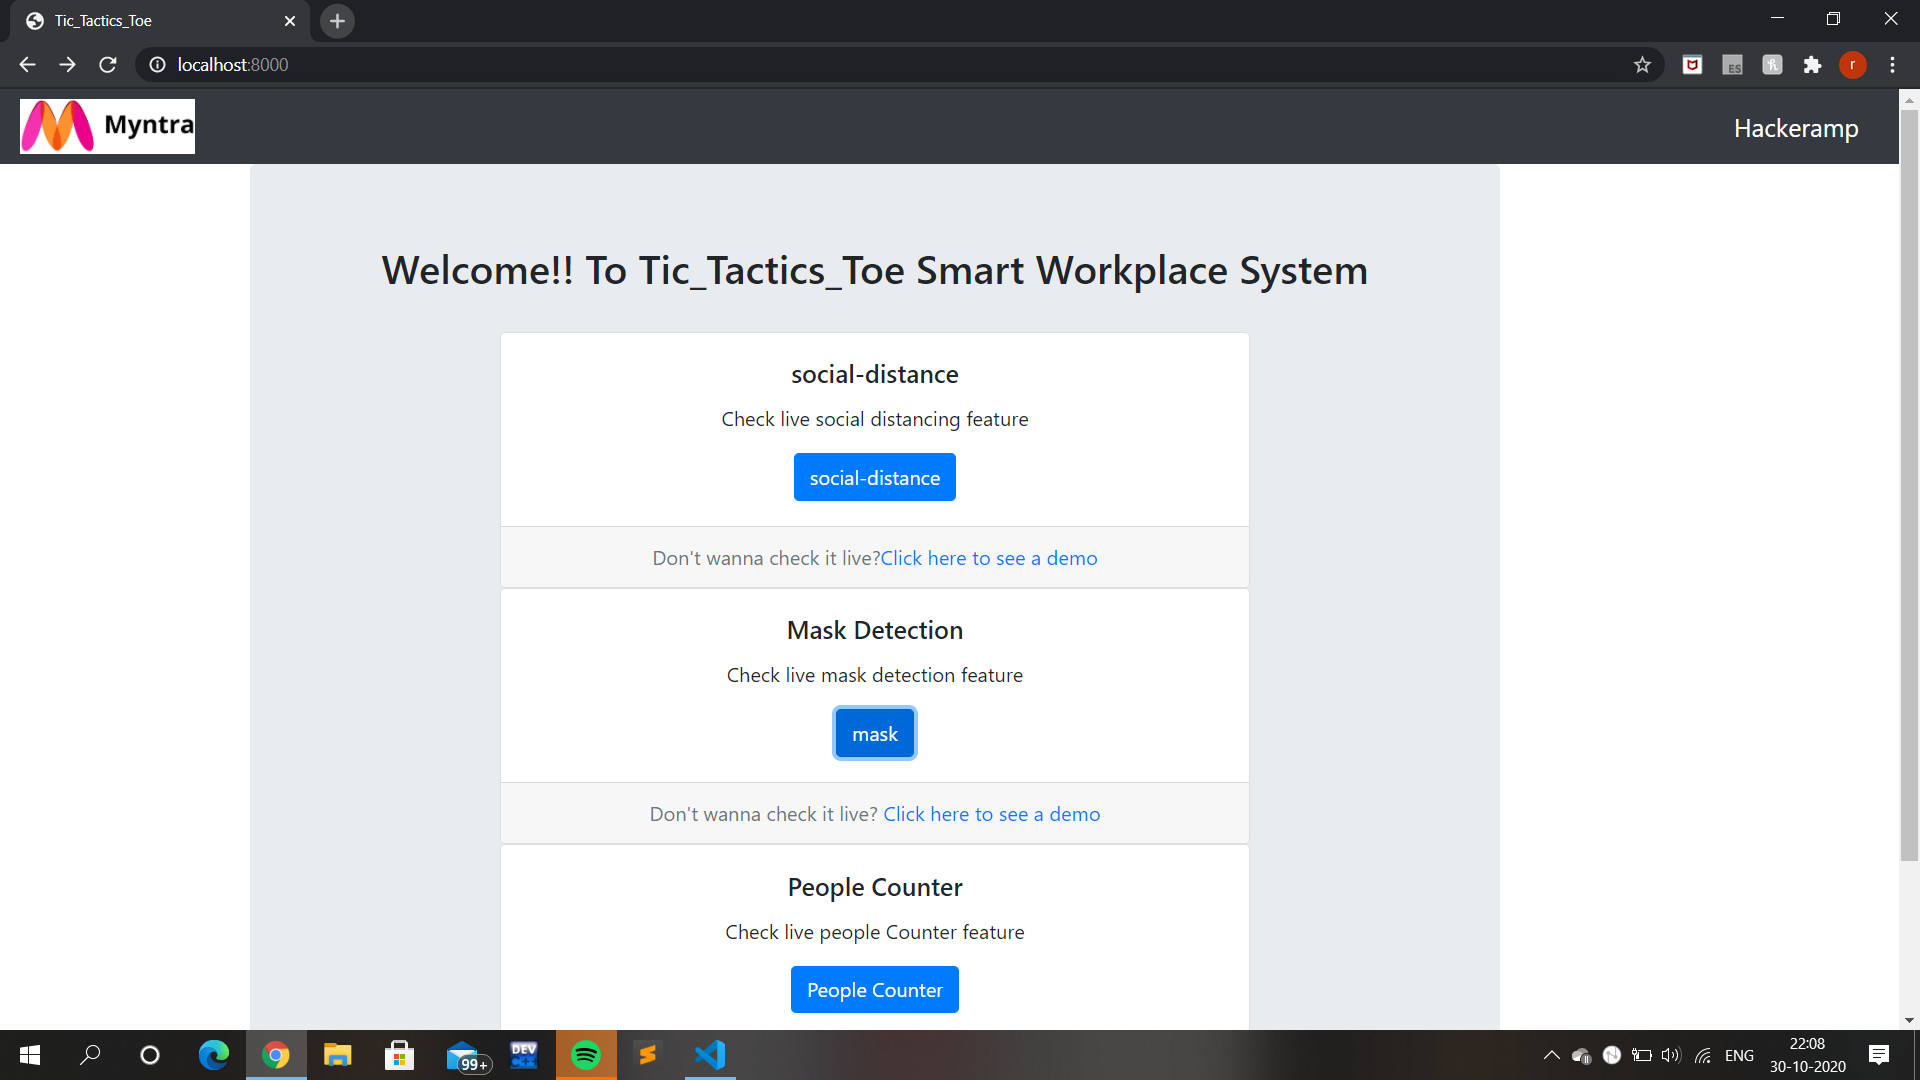 Tic_Tactics_Toe
localhost:8000
ES
r
Myntra
Hackeramp
Welcome!! To Tic_Tactics_Toe Smart Workplace System
social-distance
Check live social distancing feature
social-distance
Don't wanna check it live?Click here to see a demo
Mask Detection
Check live mask detection feature
mask
Don't wanna check it live? Click here to see a demo
People Counter
Check live people Counter feature
People Counter
99+
DEV
C++
ENG
22:08
30-10-2020